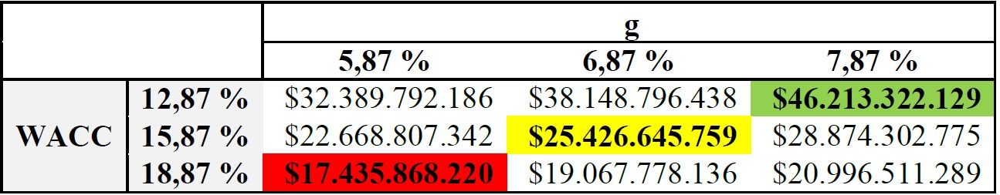 g
5,87 % 6,87 % 7,87 %
12,87 % $32.389.792.186 $38.148.796.438 $46.213.322.129
WACC 15,87 % $22.668.807.342 $25.426.645.759 $28.874.302.775
18,87 % $17.435.868.220 $19.067.778.136 $20.996.511.289